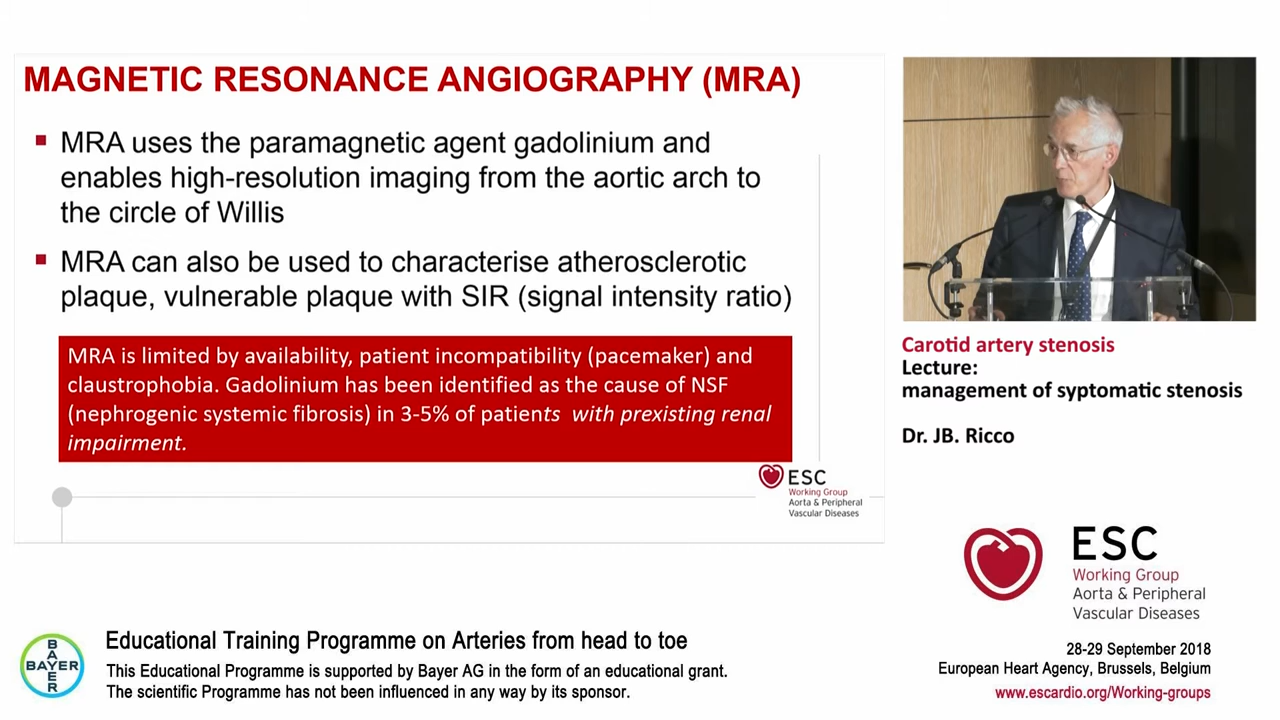 MAGNETIC RESONANCE ANGIOGRAPHY (MRA)
MRA uses the paramagnetic agent gadolinium and
enables high-resolution imaging from the aortic arch to
the circle of Willis
MRA can also be used to characterise atherosclerotic
plaque, vulnerable plaque with SIR (signal intensity ratio)
MRA is limited by availability, patient incompatibility (pacemaker) and
claustrophobia. Gadolinium has been identified as the cause of NSF
(nephrogenic systemic fibrosis) in 3-5% of patients with prexisting renal
impairment.
ESC
Working Group
Aorta & Peripheral
Vascular Diseases
Carotid artery stenosis
Lecture:
management of syptomatic stenosis
Dr. JB. Ricco
ESC
Working Group
Aorta & Peripheral
Vascular Diseases
28-29 September 2018
European Heart Agency, Brussels, Belgium
www.escardio.org/Working-groups
BAYER
BAYER
Educational Training Programme on Arteries from head to toe
This Educational Programme is supported by Bayer AG in the form of an educational grant.
The scientific Programme has not been influenced in any way by its sponsor.